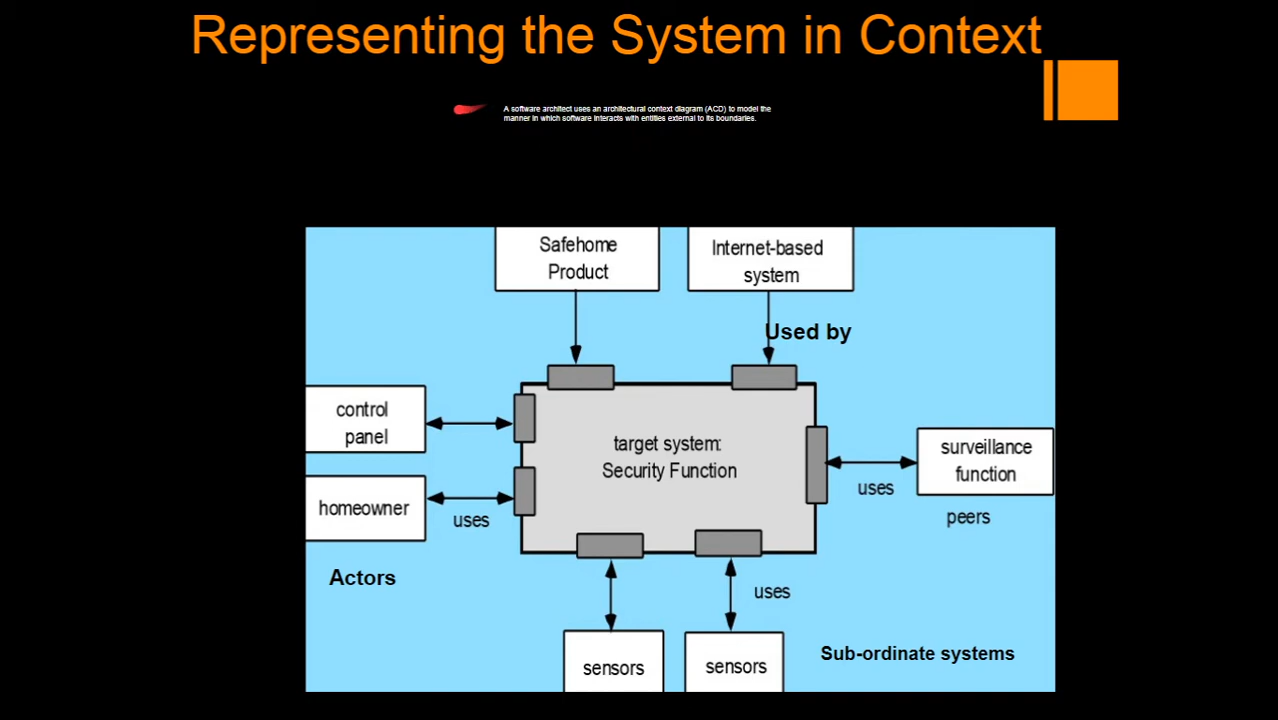 Representing the System in Context
A software architect uses an architectural context diagram (ACD) to model the
manner in which software interacts with entities external to its boundaries.
Safehome
Product
Internet-based
system
Used by
control
panel
target system:
Security Function
surveillance
function
homeowner
uses
uses
peers
Actors
uses
Sub-ordinate systems
sensors
sensors